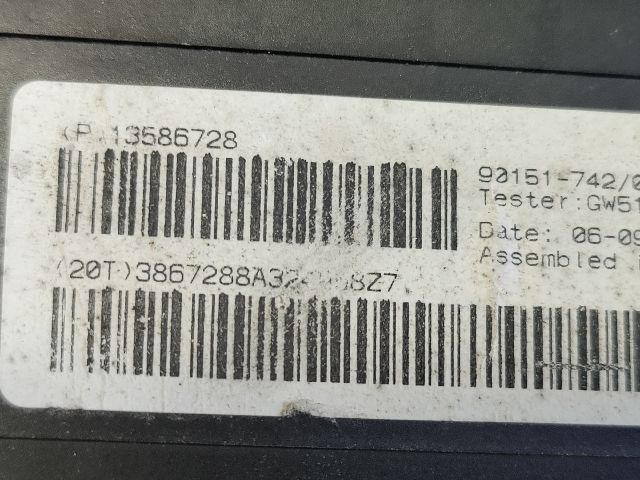 (P)13586728
90151-742/0
Tester:GW51
Date: 06-09
Assembled